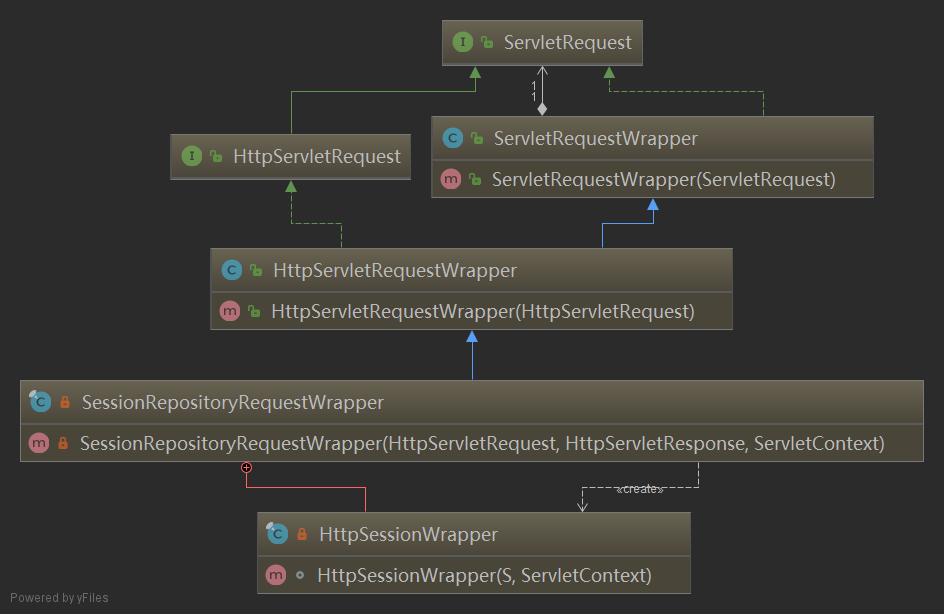 I ServletRequest
1
1
C ServletRequestWrapper
m ServletRequestWrapper(ServletRequest)
I HttpServletRequest
C HttpServletRequestWrapper
m HttpServletRequestWrapper(HttpServletRequest)
C SessionRepositoryRequestWrapper
m SessionRepositoryRequestWrapper(HttpServletRequest, HttpServletResponse, ServletContext)
«create»
C HttpSessionWrapper
m HttpSessionWrapper(S, ServletContext)
Powered by yFiles